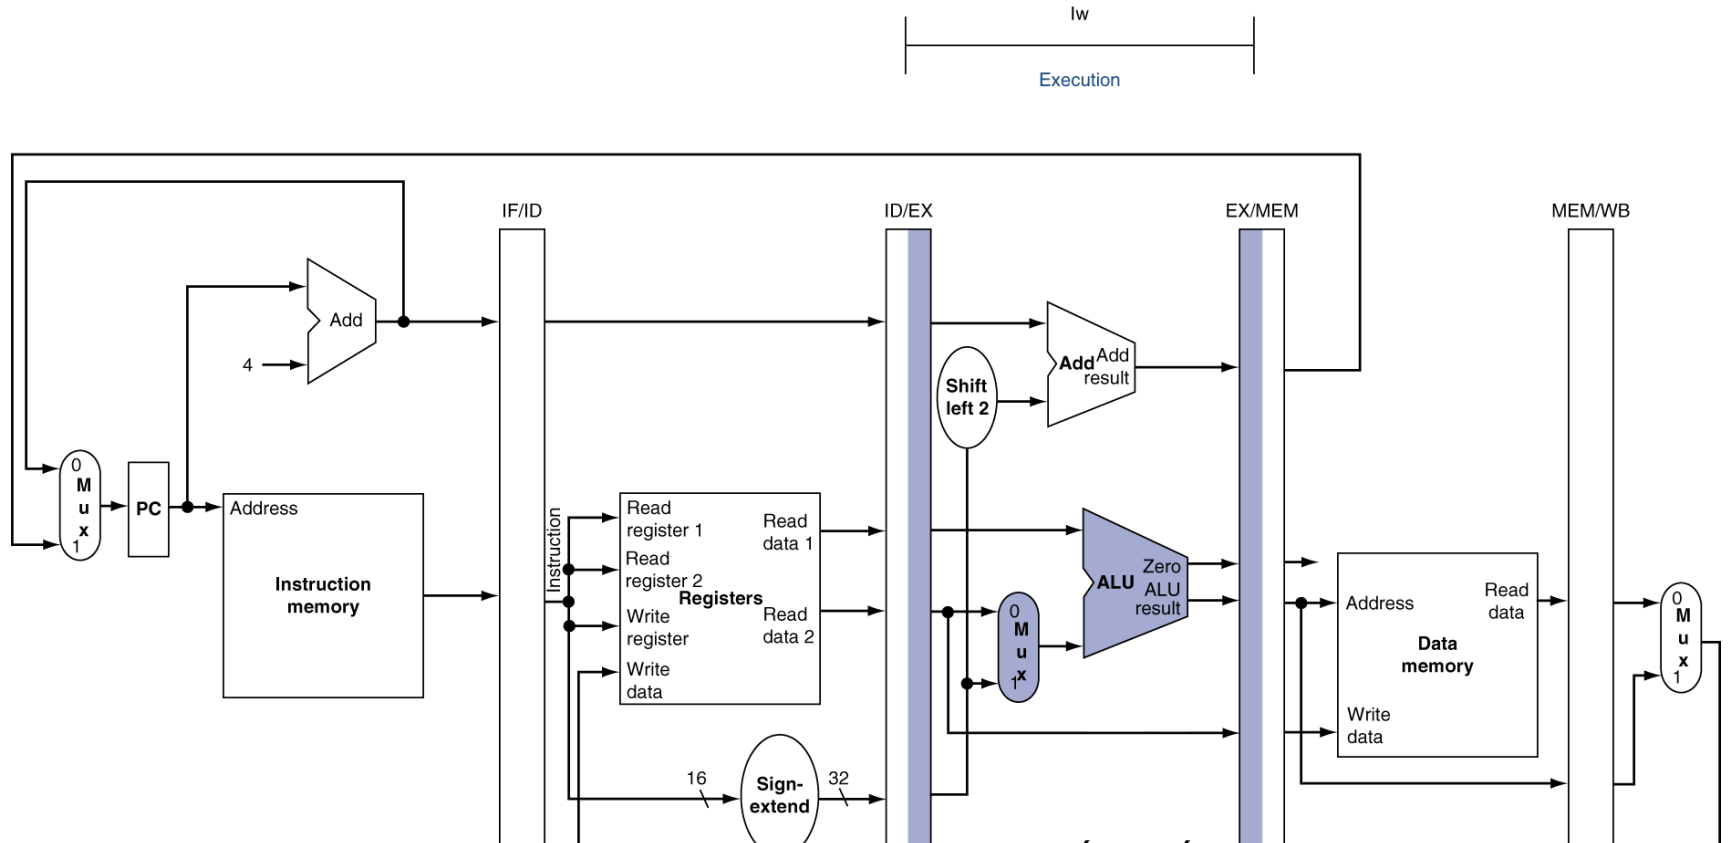 lw
Execution
IF/ID
ID/EX
EX/MEM
MEM/WB
Add
4
Add
Add
result
Shift
left 2
0
M
u
x
1
PC
Address
Instruction
memory
Instruction
Read
register 1
Read
register 2
Write
register
Write
data
Registers
Read
data 1
Read
data 2
16
Sign-
extend
32
0
M
u
x
1
ALU
Zero
ALU
result
Address
Write
data
Data
memory
Read
data
0
M
u
x
1